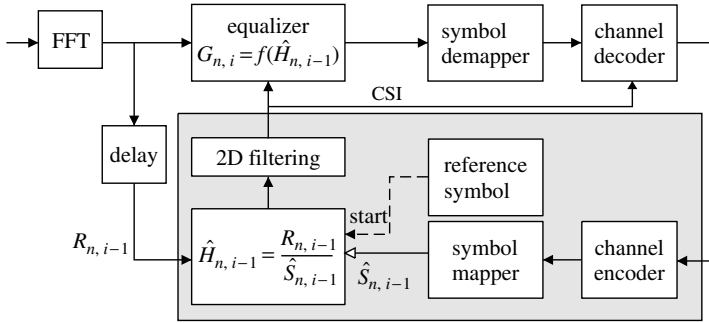 FFT
equalizer
G_{n, i} = f(Ĥ_{n, i−1})
symbol
demapper
channel
decoder
CSI
delay
2D filtering
reference
symbol
start
R_{n, i−1}
Ĥ_{n, i−1} = R_{n, i−1} / Ŝ_{n, i−1}
Ŝ_{n, i−1}
symbol
mapper
channel
encoder